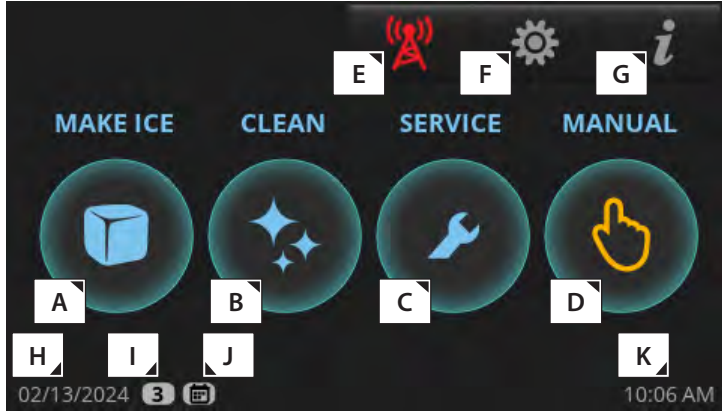 E F G
MAKE ICE CLEAN SERVICE MANUAL
A B C D
H I J K
02/13/2024 3 10:06 AM